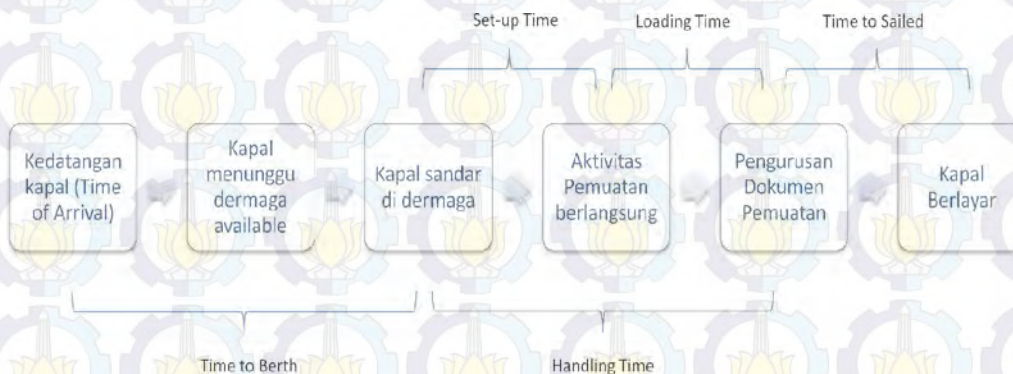 Set-up Time
Loading Time
Time to Sailed
Kedatangan
kapal (Time
of Arrival)
Kapal
menunggu
dermaga
available
Kapal sandar
di dermaga
Aktivitas
Pemuatan
berlangsung
Pengurusan
Dokumen
Pemuatan
Kapal
Berlayar
Time to Berth
Handling Time